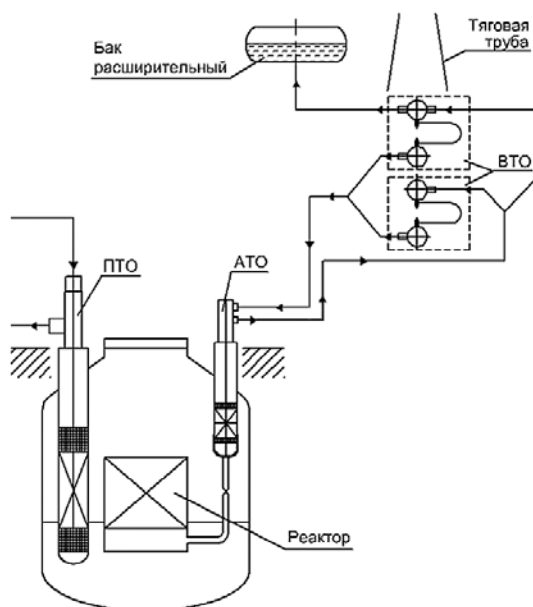 Бак
расширительный
Тяговая
труба
ВТО
ПТО
АТО
Реактор